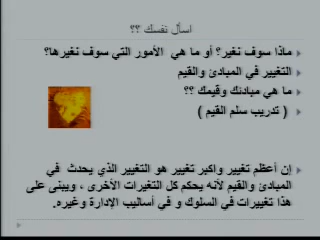 اسأل نفسك ؟؟
ماذا سوف نغير؟ أو ما هي الأمور التي سوف نغيرها؟
التغيير في المبادئ والقيم
ما هي مبادئك وقيمك ؟؟
( تدريب سلم القيم )
إن أعظم تغيير واكبر تغيير هو التغيير الذي يحدث في
المبادئ والقيم لأنه يحكم كل التغيرات الأخرى ، ويبنى على
هذا تغييرات في السلوك و في أساليب الإدارة وغيره.